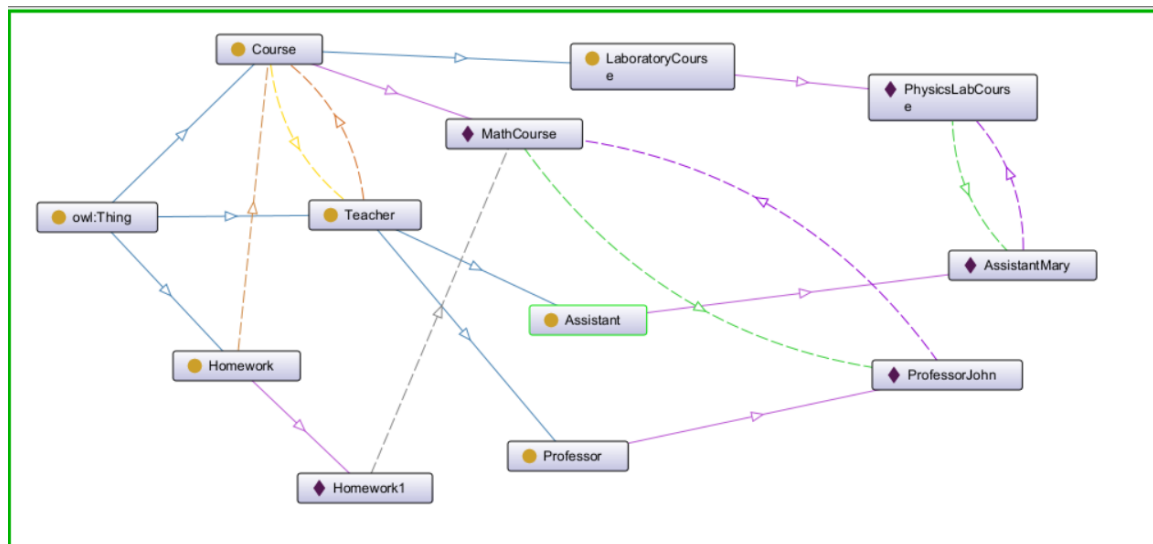 Course
LaboratoryCours
e
PhysicsLabCours
e
MathCourse
owl:Thing
Teacher
AssistantMary
Assistant
Homework
ProfessorJohn
Professor
Homework1